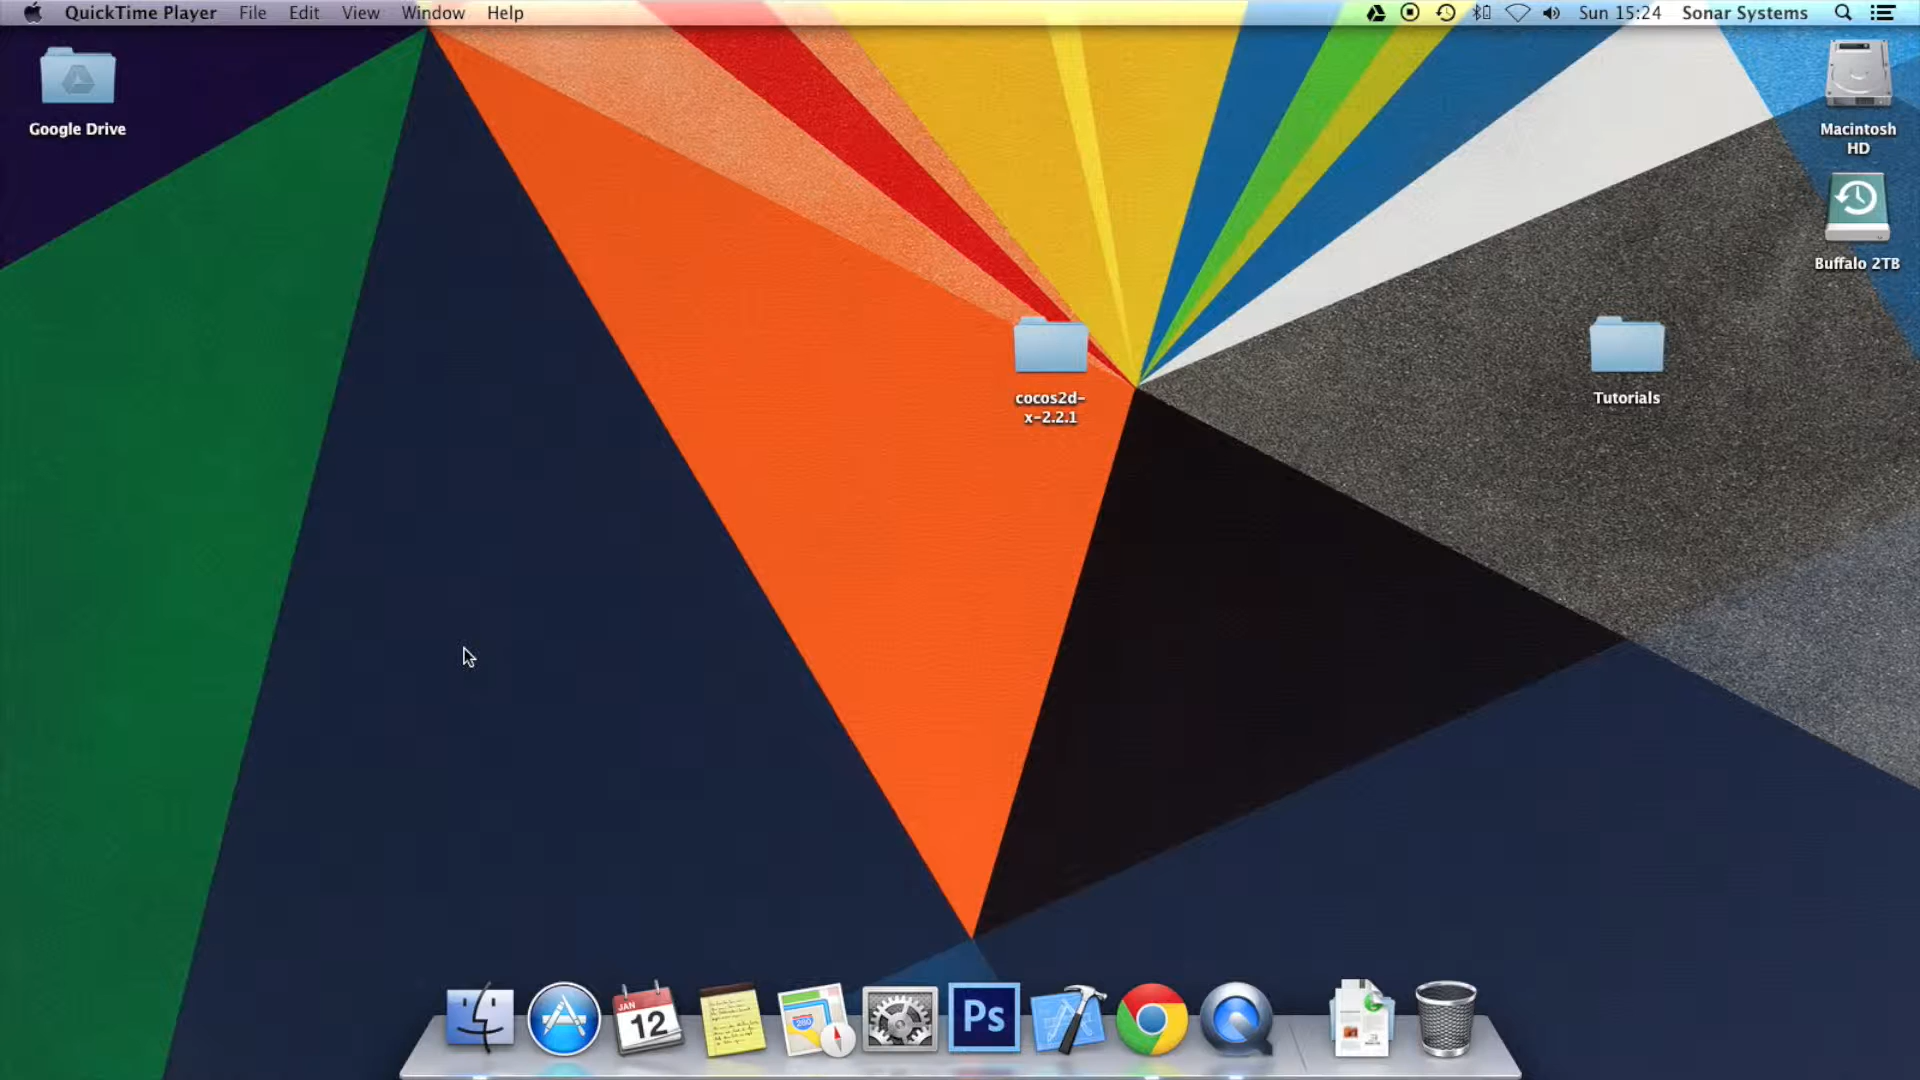 QuickTime Player File Edit View Window Help Sun 15:24 Sonar Systems
Google Drive
Macintosh
HD
Buffalo 2TB
cocos2d-
x-2.2.1
Tutorials
JAN
12
280
Ps